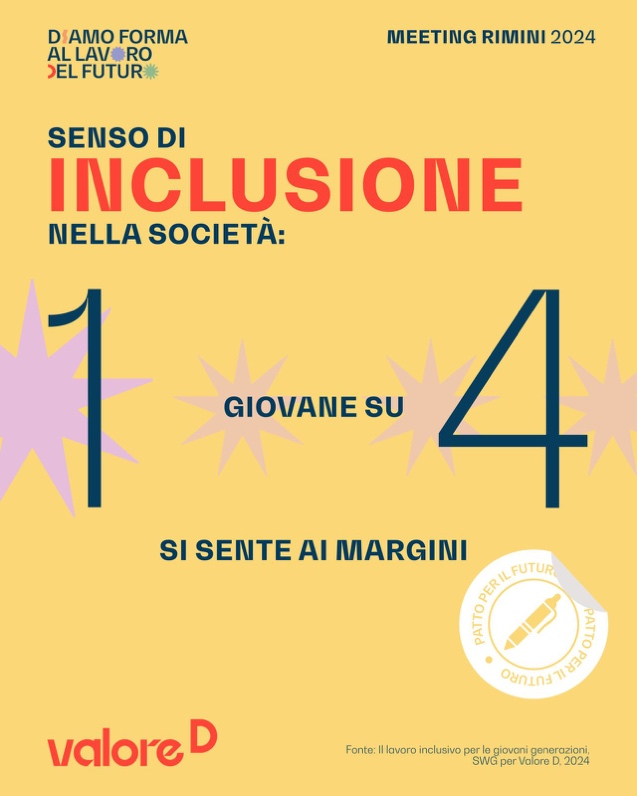 DIAMO FORMA
AL LAVORO
DEL FUTURO
MEETING RIMINI 2024
SENSO DI
INCLUSIONE
NELLA SOCIETÀ:
1 GIOVANE SU 4
SI SENTE AI MARGINI
PATTO PER IL FUTURO
PATTO PER IL FUTURO
valore D
Fonte: Il lavoro inclusivo per le giovani generazioni,
SWG per Valore D, 2024